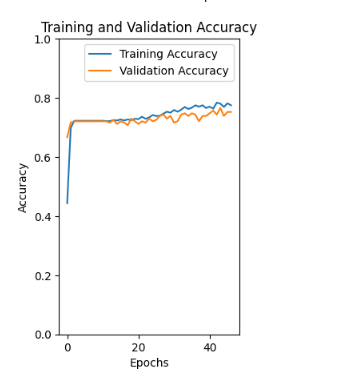 Training and Validation Accuracy
1.0
Training Accuracy
Validation Accuracy
0.8
0.6
0.4
0.2
0.0
Accuracy
0
20
40
Epochs